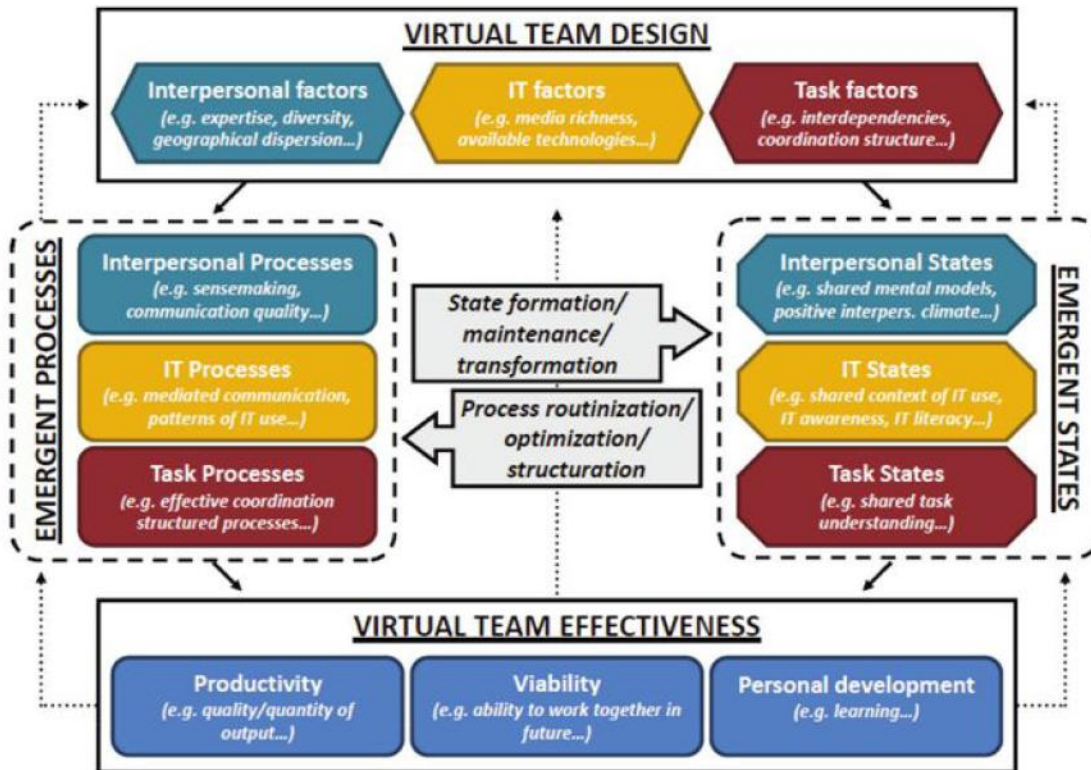 VIRTUAL TEAM DESIGN
Interpersonal factors
(e.g. expertise, diversity,
geographical dispersion...)
IT factors
(e.g. media richness,
available technologies...)
Task factors
(e.g. interdependencies,
coordination structure...)
EMERGENT PROCESSES
Interpersonal Processes
(e.g. sensemaking,
communication quality...)
IT Processes
(e.g. mediated communication,
patterns of IT use...)
Task Processes
(e.g. effective coordination
structured processes...)
State formation/
maintenance/
transformation
Process routinization/
optimization/
structuration
Interpersonal States
(e.g. shared mental models,
positive interpers. climate...)
IT States
(e.g. shared context of IT use,
IT awareness, IT literacy...)
Task States
(e.g. shared task
understanding...)
EMERGENT STATES
VIRTUAL TEAM EFFECTIVENESS
Productivity
(e.g. quality/quantity of
output...)
Viability
(e.g. ability to work together in
future...)
Personal development
(e.g. learning...)